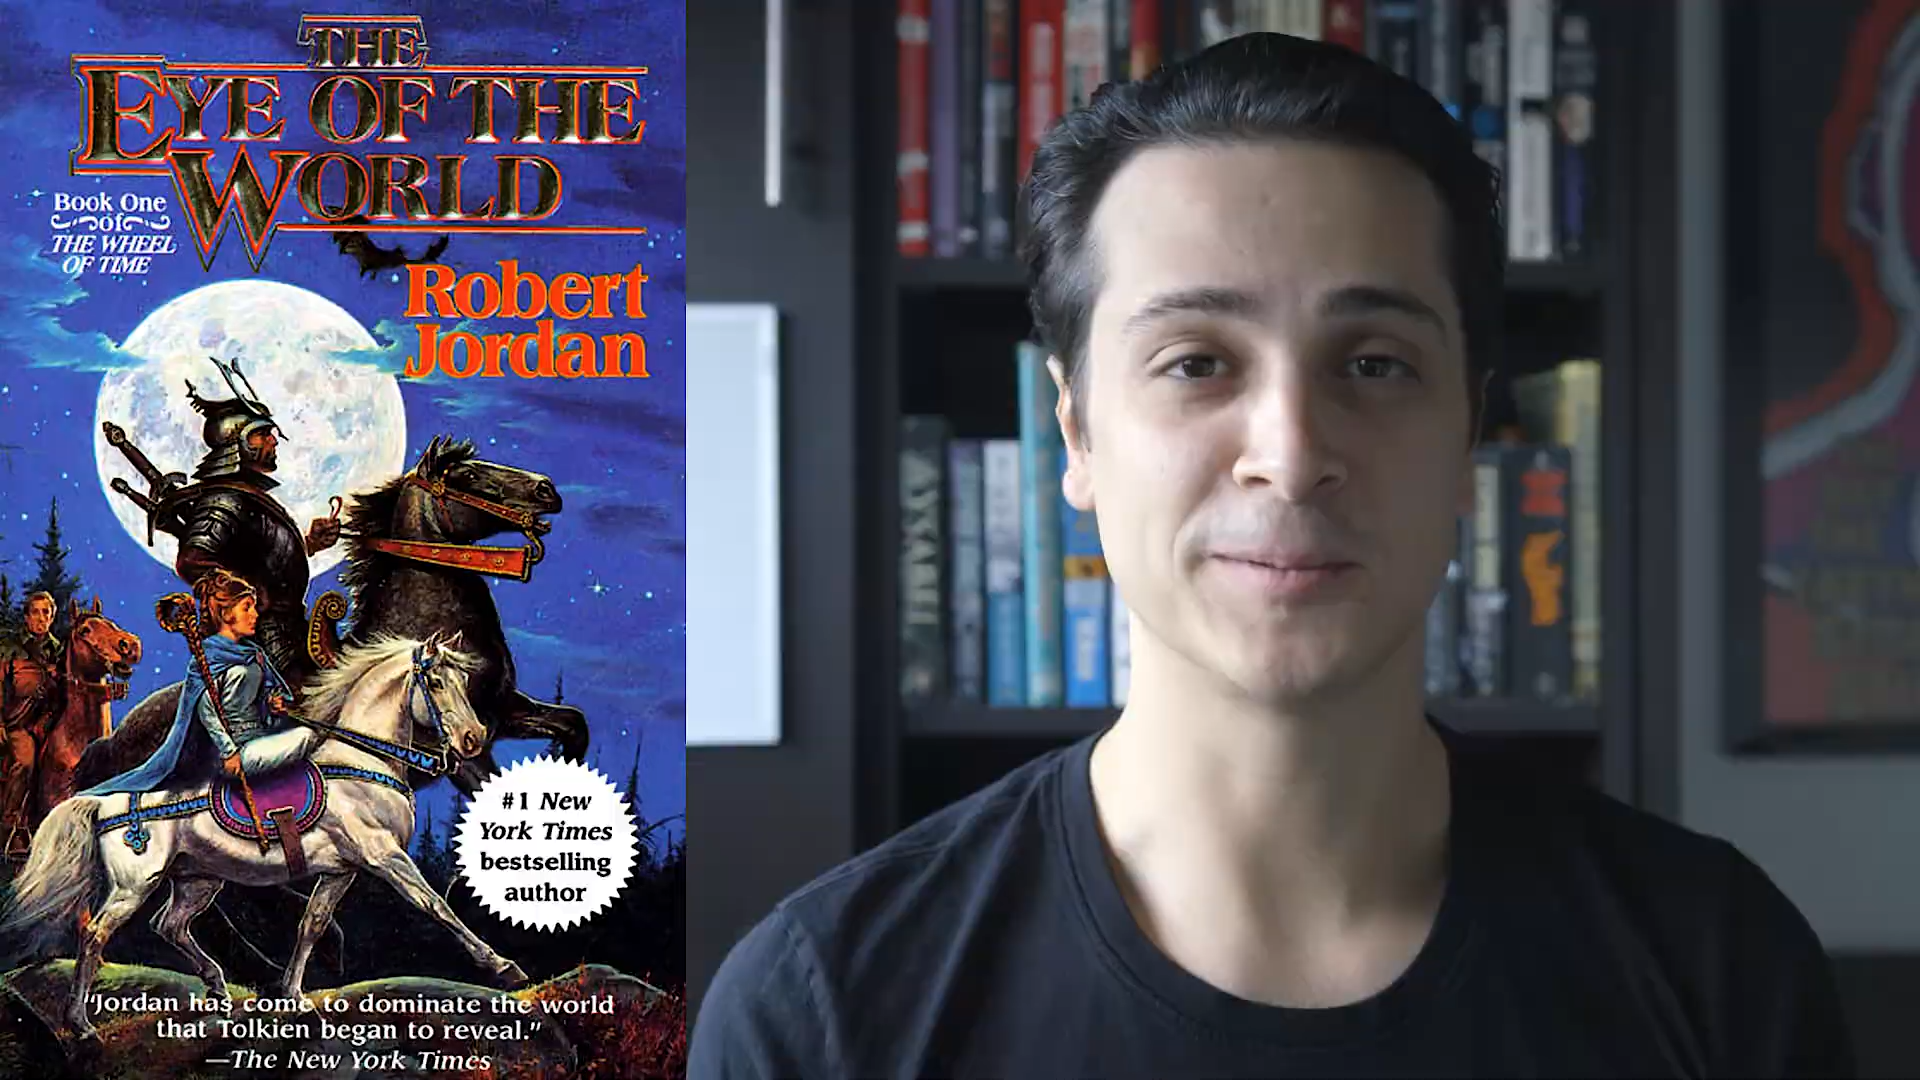 THE
EYE OF THE
WORLD
Book One
of
THE WHEEL
OF TIME
Robert
Jordan
#1 New
York Times
bestselling
author
"Jordan has come to dominate the world
that Tolkien began to reveal."
—The New York Times